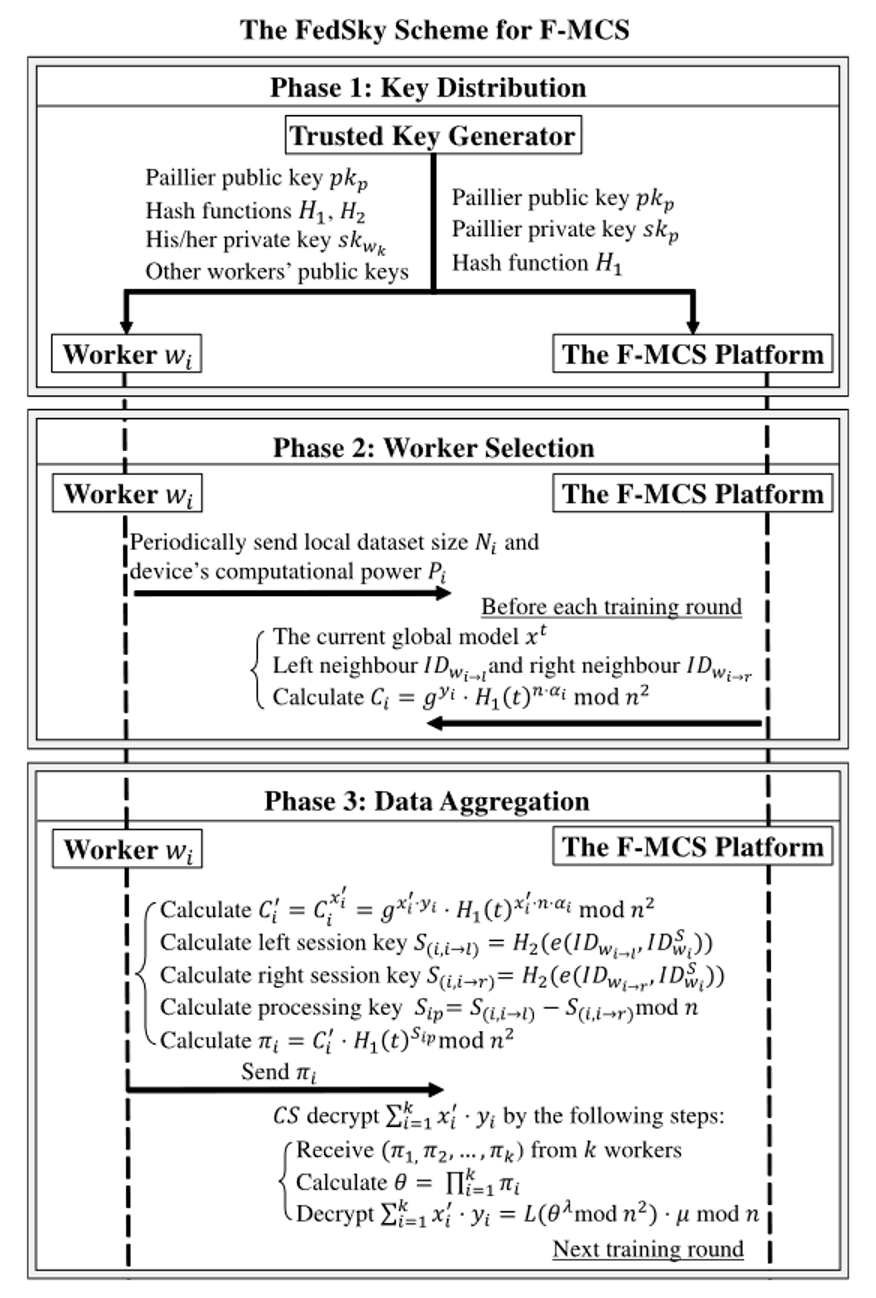 The FedSky Scheme for F-MCS
Phase 1: Key Distribution
Trusted Key Generator
Paillier public key $pk_p$
Hash functions $H_1$, $H_2$
His/her private key $sk_{w_k}$
Other workers' public keys
Paillier public key $pk_p$
Paillier private key $sk_p$
Hash function $H_1$
Worker $w_i$
The F-MCS Platform
Phase 2: Worker Selection
Worker $w_i$
The F-MCS Platform
Periodically send local dataset size $N_i$ and
device's computational power $P_i$
Before each training round
The current global model $x^t$
Left neighbour $ID_{w_{i \to l}}$ and right neighbour $ID_{w_{i \to r}}$
Calculate $C_i = g^{y_i} \cdot H_1(t)^{n \cdot \alpha_i} \bmod n^2$
Phase 3: Data Aggregation
Worker $w_i$
The F-MCS Platform
Calculate $C_i' = C_i^{x_i'} = g^{x_i' \cdot y_i} \cdot H_1(t)^{x_i' \cdot n \cdot \alpha_i} \bmod n^2$
Calculate left session key $S_{(i,i \to l)} = H_2(e(ID_{w_{i \to l}}, ID_{w_i}^S))$
Calculate right session key $S_{(i,i \to r)} = H_2(e(ID_{w_{i \to r}}, ID_{w_i}^S))$
Calculate processing key $S_{ip} = S_{(i,i \to l)} - S_{(i,i \to r)} \bmod n$
Calculate $\pi_i = C_i' \cdot H_1(t)^{S_{ip}} \bmod n^2$
Send $\pi_i$
$CS$ decrypt $\sum_{i=1}^k x_i' \cdot y_i$ by the following steps:
Receive $(\pi_1, \pi_2, \ldots, \pi_k)$ from $k$ workers
Calculate $\theta = \prod_{i=1}^k \pi_i$
Decrypt $\sum_{i=1}^k x_i' \cdot y_i = L(\theta^\lambda \bmod n^2) \cdot \mu \bmod n$
Next training round